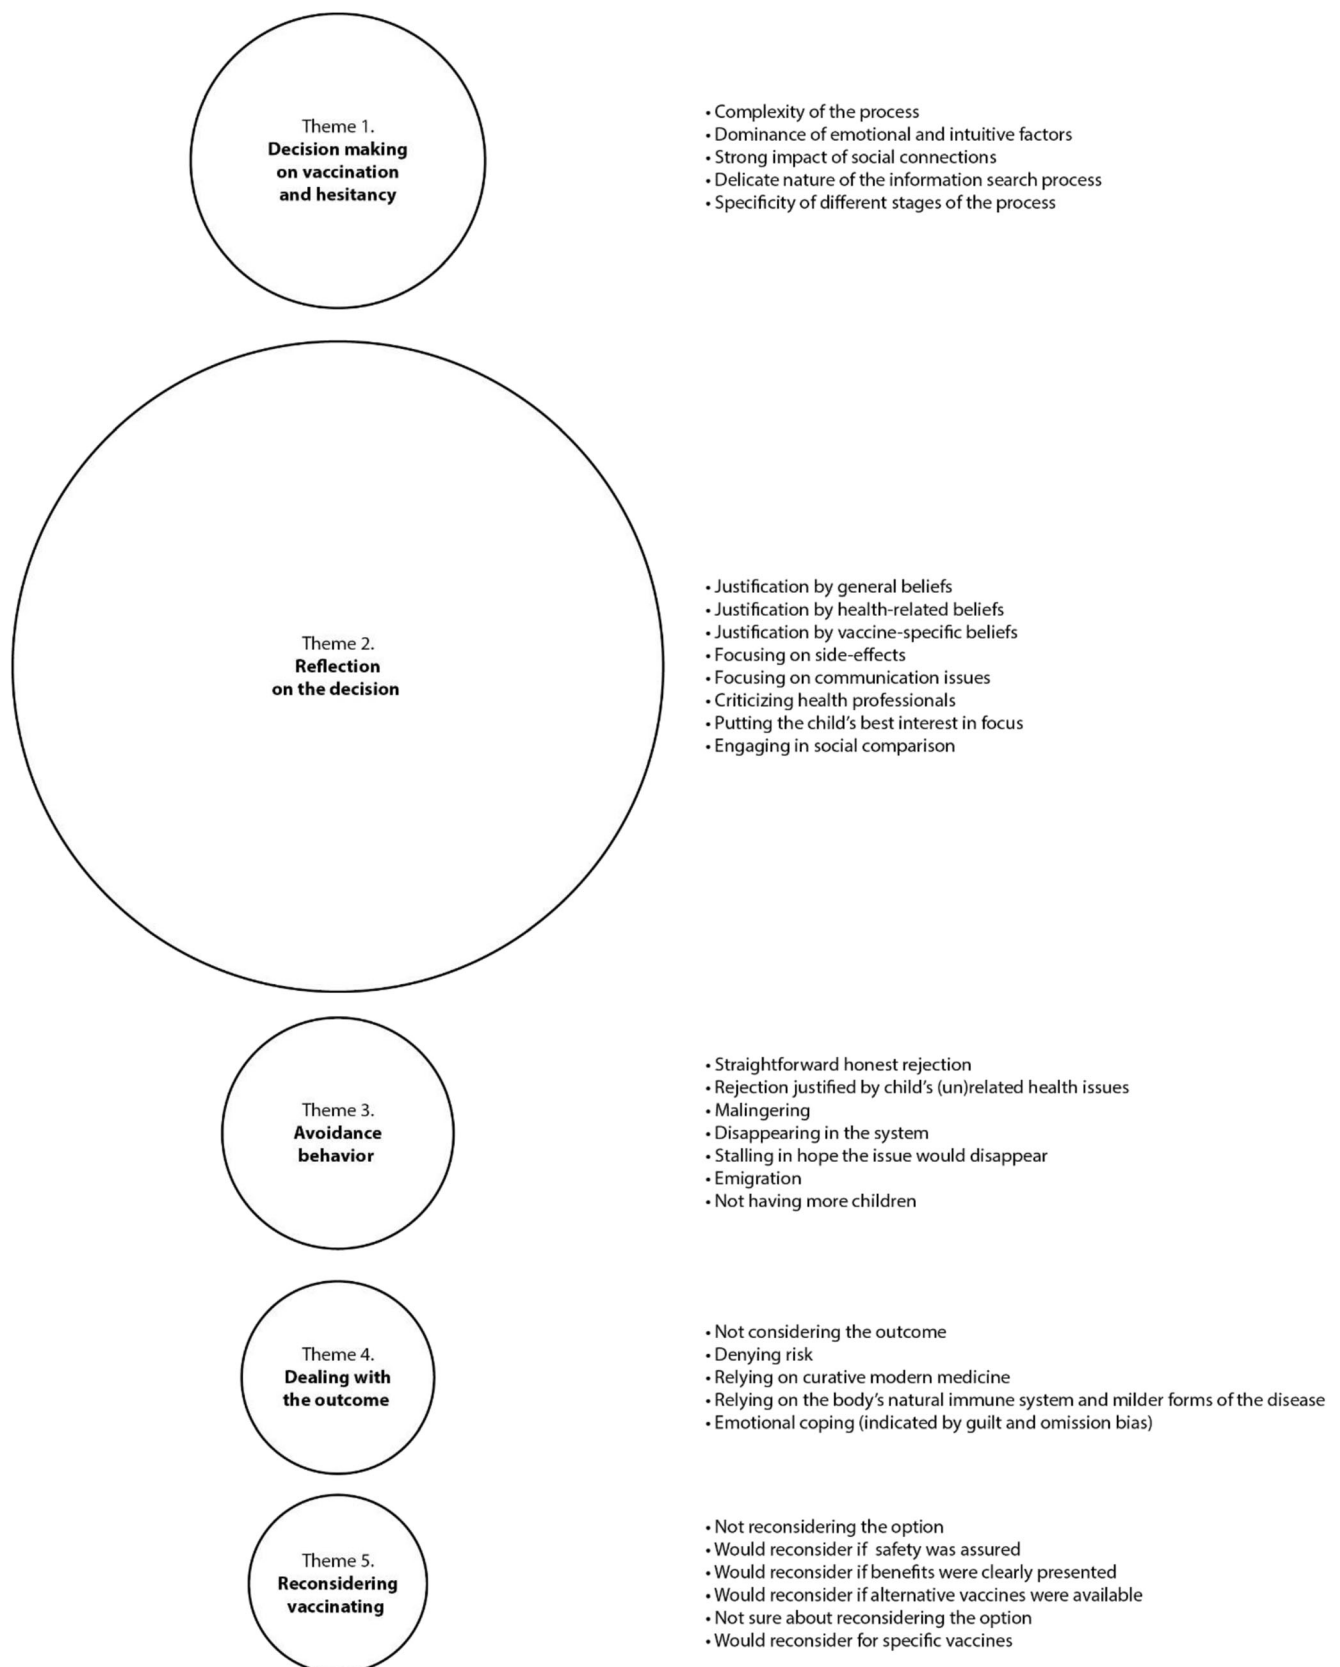 Theme 1.
Decision making
on vaccination
and hesitancy
• Complexity of the process
• Dominance of emotional and intuitive factors
• Strong impact of social connections
• Delicate nature of the information search process
• Specificity of different stages of the process
Theme 2.
Reflection
on the decision
• Justification by general beliefs
• Justification by health-related beliefs
• Justification by vaccine-specific beliefs
• Focusing on side-effects
• Focusing on communication issues
• Criticizing health professionals
• Putting the child’s best interest in focus
• Engaging in social comparison
Theme 3.
Avoidance
behavior
• Straightforward honest rejection
• Rejection justified by child’s (un)related health issues
• Malingering
• Disappearing in the system
• Stalling in hope the issue would disappear
• Emigration
• Not having more children
Theme 4.
Dealing with
the outcome
• Not considering the outcome
• Denying risk
• Relying on curative modern medicine
• Relying on the body’s natural immune system and milder forms of the disease
• Emotional coping (indicated by guilt and omission bias)
Theme 5.
Reconsidering
vaccinating
• Not reconsidering the option
• Would reconsider if safety was assured
• Would reconsider if benefits were clearly presented
• Would reconsider if alternative vaccines were available
• Not sure about reconsidering the option
• Would reconsider for specific vaccines